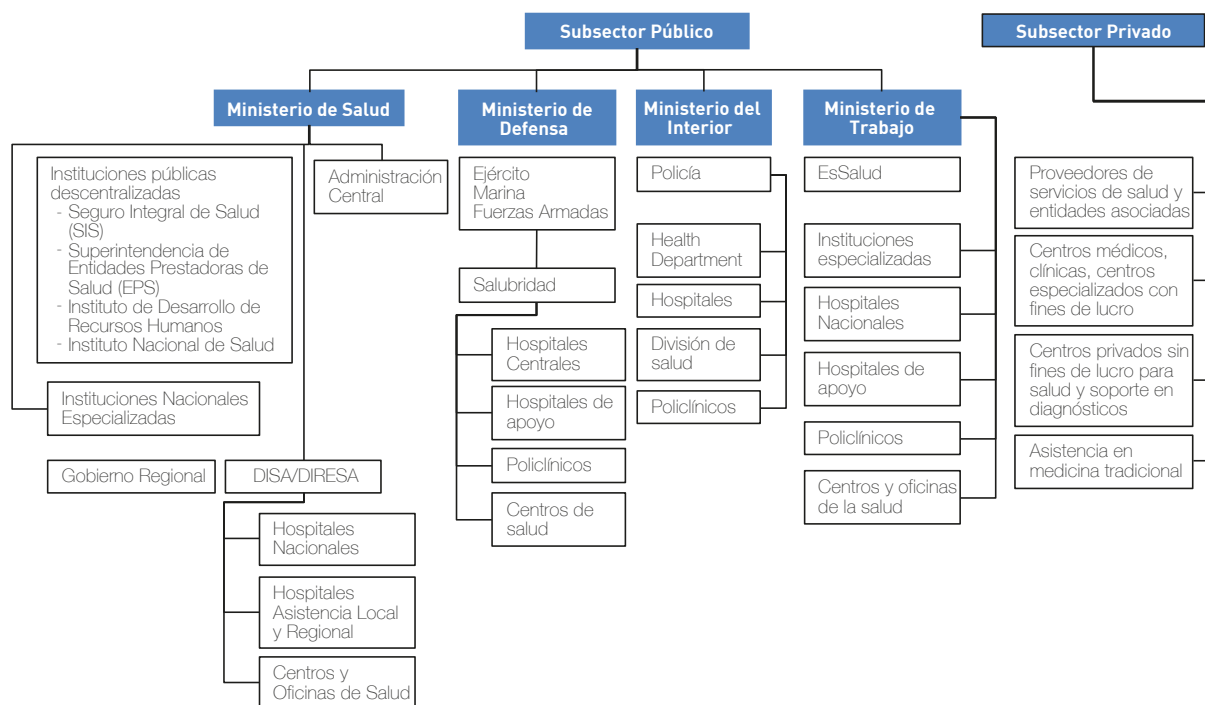 Subsector Público
Subsector Privado
Ministerio de Salud
Instituciones públicas
descentralizadas
- Seguro Integral de Salud
(SIS)
- Superintendencia de
Entidades Prestadoras de
Salud (EPS)
- Instituto de Desarrollo de
Recursos Humanos
- Instituto Nacional de Salud
Administración
Central
Instituciones Nacionales
Especializadas
Gobierno Regional
DISA/DIRESA
Hospitales
Nacionales
Hospitales
Asistencia Local
y Regional
Centros y
Oficinas de Salud
Ministerio de
Defensa
Ejército
Marina
Fuerzas Armadas
Salubridad
Hospitales
Centrales
Hospitales de
apoyo
Policlínicos
Centros de
salud
Ministerio del
Interior
Policía
Health
Department
Hospitales
División de
salud
Policlínicos
Ministerio de
Trabajo
EsSalud
Instituciones
especializadas
Hospitales
Nacionales
Hospitales de
apoyo
Policlínicos
Centros y oficinas
de la salud
Proveedores de
servicios de salud y
entidades asociadas
Centros médicos,
clínicas, centros
especializados con
fines de lucro
Centros privados sin
fines de lucro para
salud y soporte en
diagnósticos
Asistencia en
medicina tradicional